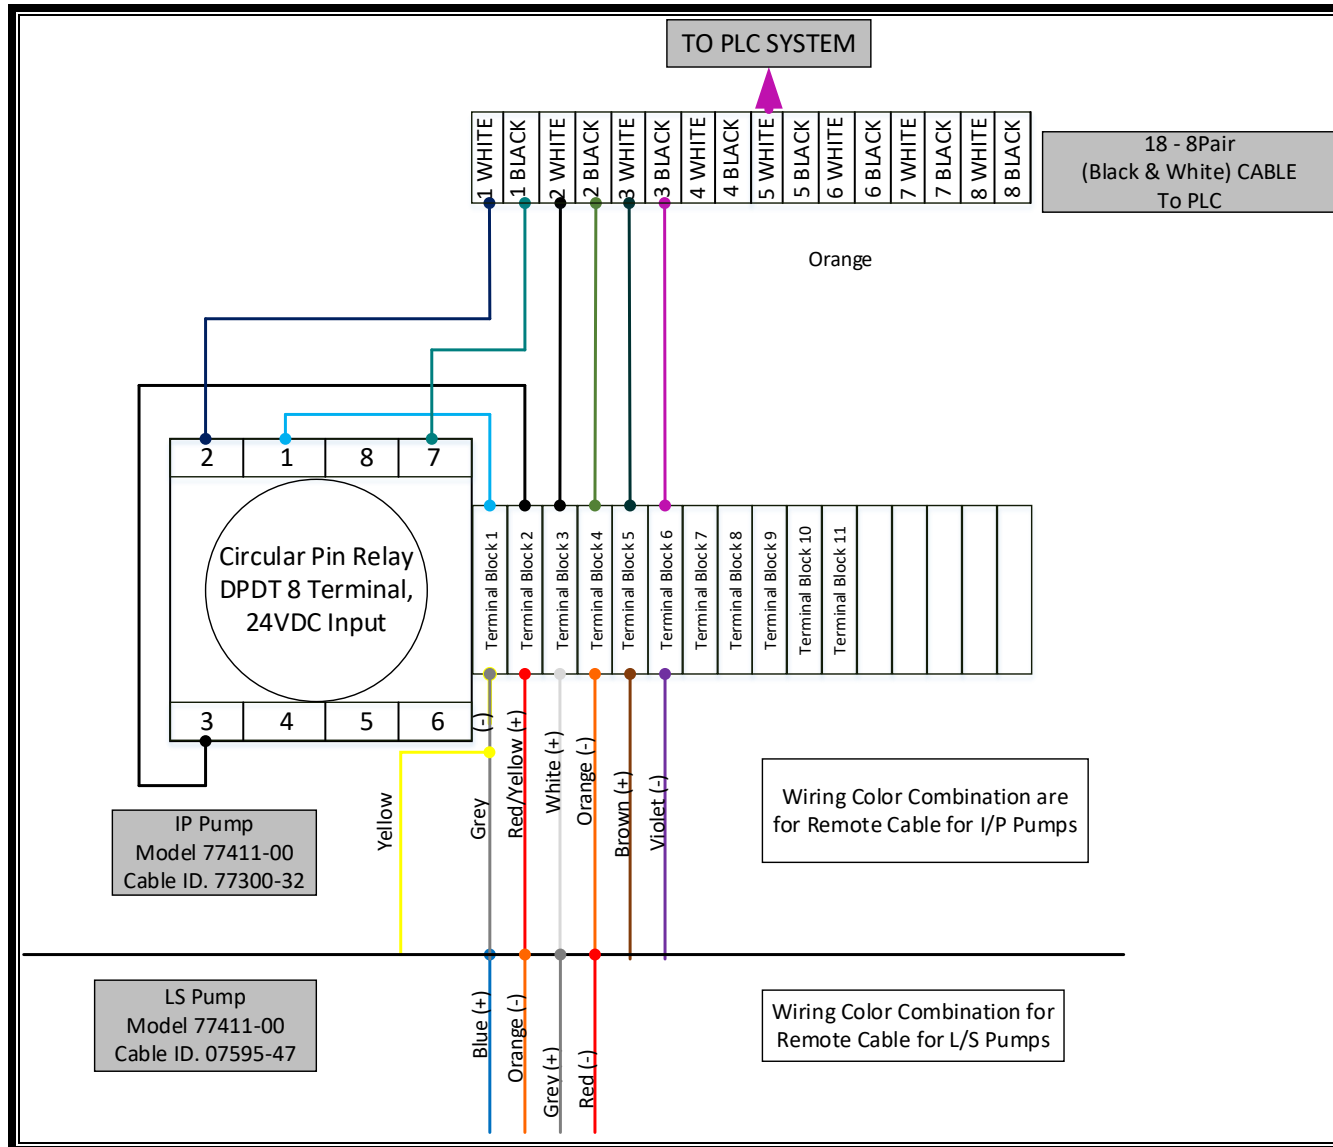 TO PLC SYSTEM
1 WHITE
1 BLACK
2 WHITE
2 BLACK
3 WHITE
3 BLACK
4 WHITE
4 BLACK
5 WHITE
5 BLACK
6 WHITE
6 BLACK
7 WHITE
7 BLACK
8 WHITE
8 BLACK
18 - 8Pair
(Black & White) CABLE
To PLC
Orange
2
1
8
7
Circular Pin Relay
DPDT 8 Terminal,
24VDC Input
3
4
5
6
Terminal Block 1
Terminal Block 2
Terminal Block 3
Terminal Block 4
Terminal Block 5
Terminal Block 6
Terminal Block 7
Terminal Block 8
Terminal Block 9
Terminal Block 10
Terminal Block 11
Yellow
Grey (-)
Red/Yellow (+)
White (+)
Orange (-)
Brown (+)
Violet (-)
Wiring Color Combination are
for Remote Cable for I/P Pumps
IP Pump
Model 77411-00
Cable ID. 77300-32
LS Pump
Model 77411-00
Cable ID. 07595-47
Blue (+)
Orange (-)
Grey (+)
Red (-)
Wiring Color Combination for
Remote Cable for L/S Pumps